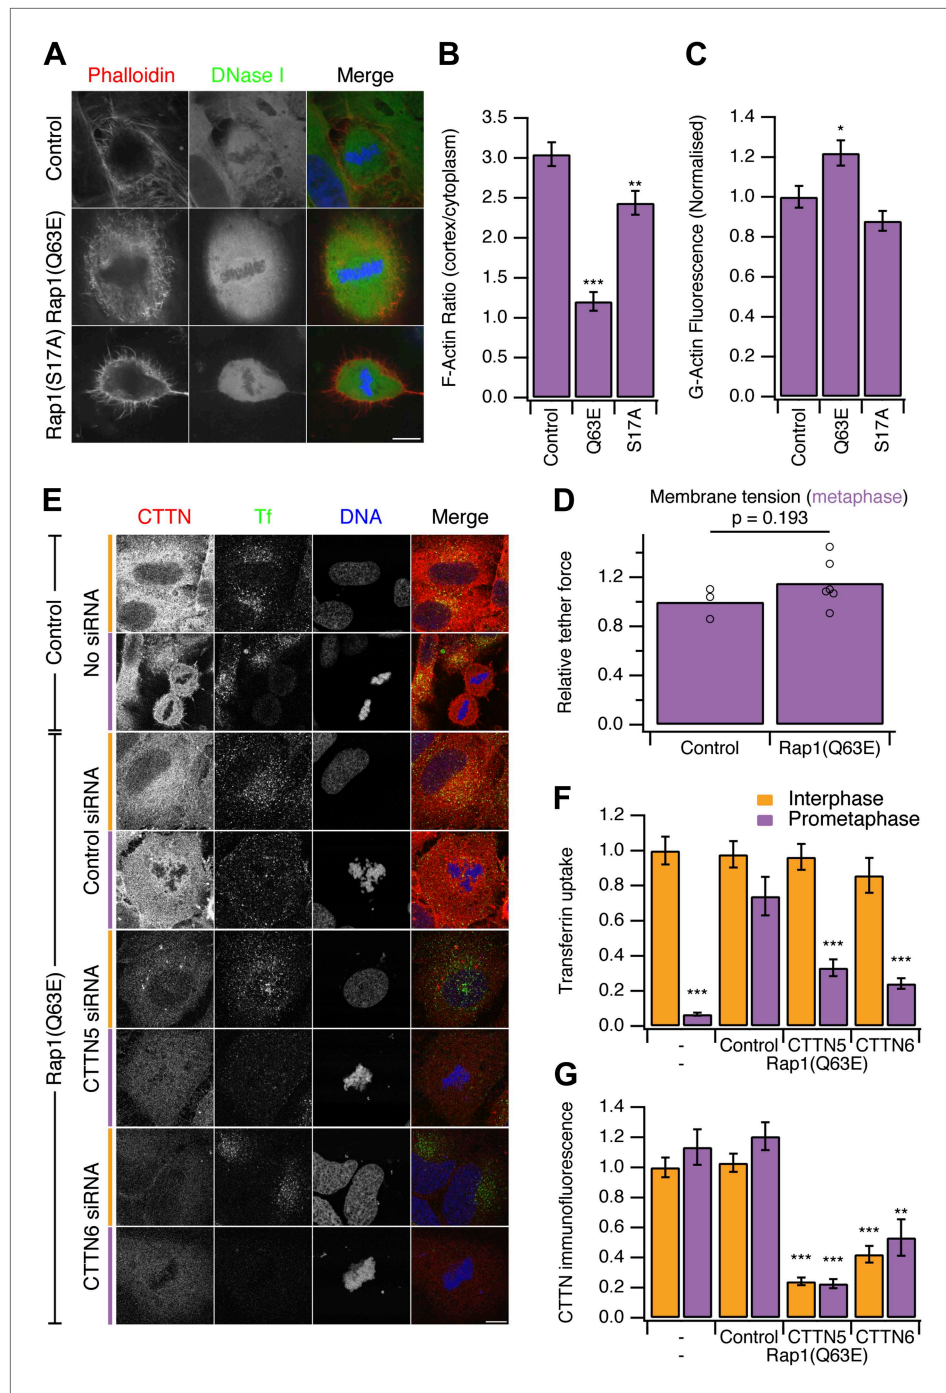 A
Phalloidin DNase I Merge
Control
Rap1(Q63E)
Rap1(S17A)
B
F-Actin Ratio (cortex/cytoplasm)
3.5
3.0
2.5
2.0
1.5
1.0
0.5
0.0
***
**
Control
Q63E
S17A
C
G-Actin Fluorescence (Normalised)
1.4
1.2
1.0
0.8
0.6
0.4
0.2
0.0
*
Control
Q63E
S17A
D
Membrane tension (metaphase)
p = 0.193
Relative tether force
1.2
0.8
0.4
0.0
Control Rap1(Q63E)
E
CTTN Tf DNA Merge
Control
No siRNA
Rap1(Q63E)
Control siRNA
CTTN5 siRNA
CTTN6 siRNA
F
Interphase
Prometaphase
Transferrin uptake
1.2
1.0
0.8
0.6
0.4
0.2
0.0
***
***
***
- Control CTTN5 CTTN6
- Rap1(Q63E)
G
CTTN immunofluorescence
1.4
1.2
1.0
0.8
0.6
0.4
0.2
0.0
*** *** *** **
- Control CTTN5 CTTN6
- Rap1(Q63E)